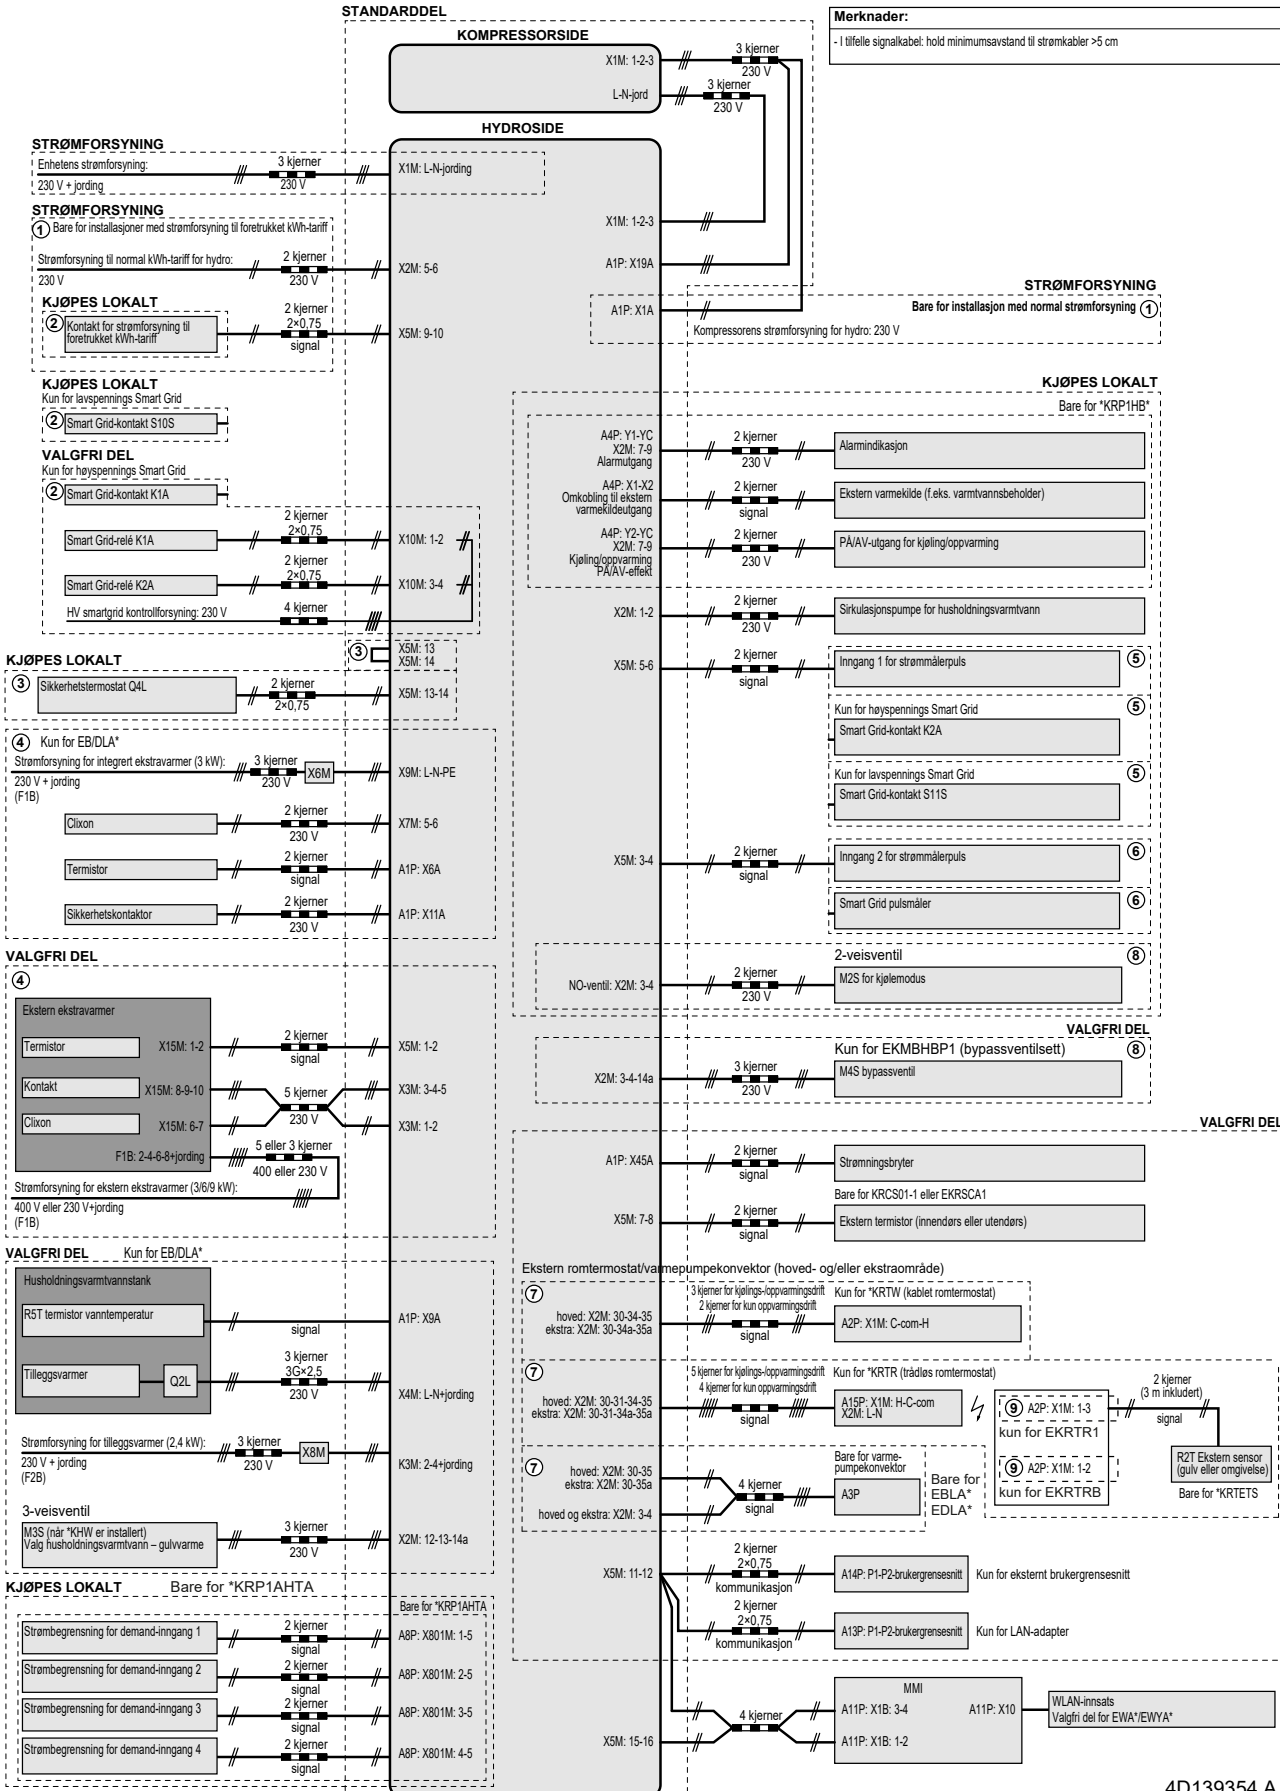 STANDARDDEL
Merknader:
- I tilfelle signalkabel: hold minimumsavstand til strømkabler >5 cm
KOMPRESSORSIDE
X1M: 1-2-3
3 kjerner
230 V
L-N-jord
3 kjerner
230 V
HYDROSIDE
STRØMFORSYNING
Enhetens strømforsyning:
230 V + jording
3 kjerner
230 V
X1M: L-N-jording
STRØMFORSYNING
① Bare for installasjoner med strømforsyning til foretrukket kWh-tariff
Strømforsyning til normal kWh-tariff for hydro:
230 V
2 kjerner
230 V
X2M: 5-6
KJØPES LOKALT
② Kontakt for strømforsyning til
foretrukket kWh-tariff
2 kjerner
2×0,75
signal
X5M: 9-10
X1M: 1-2-3
A1P: X19A
A1P: X1A
STRØMFORSYNING
Bare for installasjon med normal strømforsyning ①
Kompressorens strømforsyning for hydro: 230 V
KJØPES LOKALT
Kun for lavspennings Smart Grid
② Smart Grid-kontakt S10S
VALGFRI DEL
Kun for høyspennings Smart Grid
② Smart Grid-kontakt K1A
Smart Grid-relé K1A
2 kjerner
2×0,75
X10M: 1-2
Smart Grid-relé K2A
2 kjerner
2×0,75
X10M: 3-4
HV smartgrid kontrollforsyning: 230 V
4 kjerner
③ X5M: 13
X5M: 14
KJØPES LOKALT
③ Sikkerhetstermostat Q4L
2 kjerner
2×0,75
X5M: 13-14
④ Kun for EB/DLA*
Strømforsyning for integrert ekstravarmer (3 kW):
230 V + jording
(F1B)
3 kjerner
230 V
X6M
X9M: L-N-PE
Clixon
2 kjerner
230 V
X7M: 5-6
Termistor
2 kjerner
signal
A1P: X6A
Sikkerhetskontaktor
2 kjerner
230 V
A1P: X11A
VALGFRI DEL
④
Ekstern ekstravarmer
Termistor
X15M: 1-2
2 kjerner
signal
X5M: 1-2
Kontakt
X15M: 8-9-10
5 kjerner
230 V
X3M: 3-4-5
Clixon
X15M: 6-7
X3M: 1-2
F1B: 2-4-6-8+jording
5 eller 3 kjerner
400 eller 230 V
Strømforsyning for ekstern ekstravarmer (3/6/9 kW):
400 V eller 230 V+jording
(F1B)
VALGFRI DEL
Kun for EB/DLA*
Husholdningsvarmtvannstank
R5T termistor vanntemperatur
signal
A1P: X9A
Tilleggsvarmer
Q2L
3 kjerner
3G×2,5
230 V
X4M: L-N+jording
Strømforsyning for tilleggsvarmer (2,4 kW):
230 V + jording
(F2B)
3 kjerner
230 V
X8M
K3M: 2-4+jording
3-veisventil
M3S (når *KHW er installert)
Valg husholdningsvarmtvann – gulvvarme
3 kjerner
230 V
X2M: 12-13-14a
KJØPES LOKALT
Bare for *KRP1AHTA
Bare for *KRP1AHTA
Strømbegrensning for demand-inngang 1
2 kjerner
signal
A8P: X801M: 1-5
Strømbegrensning for demand-inngang 2
2 kjerner
signal
A8P: X801M: 2-5
Strømbegrensning for demand-inngang 3
2 kjerner
signal
A8P: X801M: 3-5
Strømbegrensning for demand-inngang 4
2 kjerner
signal
A8P: X801M: 4-5
KJØPES LOKALT
Bare for *KRP1HB*
A4P: Y1-YC
X2M: 7-9
Alarmutgang
2 kjerner
230 V
Alarmindikasjon
A4P: X1-X2
Omkobling til ekstern
varmekildeutgang
2 kjerner
signal
Ekstern varmekilde (f.eks. varmtvannsbeholder)
A4P: Y2-YC
X2M: 7-9
Kjøling/oppvarming
PÅ/AV-effekt
2 kjerner
230 V
PÅ/AV-utgang for kjøling/oppvarming
X2M: 1-2
2 kjerner
230 V
Sirkulasjonspumpe for husholdningsvarmtvann
X5M: 5-6
2 kjerner
signal
Inngang 1 for strømmålerpuls
⑤
Kun for høyspennings Smart Grid
⑤
Smart Grid-kontakt K2A
Kun for lavspennings Smart Grid
⑤
Smart Grid-kontakt S11S
X5M: 3-4
2 kjerner
signal
Inngang 2 for strømmålerpuls
⑥
Smart Grid pulsmåler
⑥
2-veisventil
⑧
NO-ventil: X2M: 3-4
2 kjerner
230 V
M2S for kjølemodus
VALGFRI DEL
Kun for EKMBHBP1 (bypassventilsett)
⑧
X2M: 3-4-14a
3 kjerner
230 V
M4S bypassventil
VALGFRI DEL
A1P: X45A
2 kjerner
signal
Strømningsbryter
Bare for KRCS01-1 eller EKRSCA1
X5M: 7-8
2 kjerner
signal
Ekstern termistor (innendørs eller utendørs)
Ekstern romtermostat/varmepumpekonvektor (hoved- og/eller ekstraområde)
⑦
hoved: X2M: 30-34-35
ekstra: X2M: 30-34a-35a
3 kjerner for kjølings-/oppvarmingsdrift
2 kjerner for kun oppvarmingsdrift
signal
Kun for *KRTW (kablet romtermostat)
A2P: X1M: C-com-H
⑦
hoved: X2M: 30-31-34-35
ekstra: X2M: 30-31-34a-35a
5 kjerner for kjølings-/oppvarmingsdrift
4 kjerner for kun oppvarmingsdrift
signal
Kun for *KRTR (trådløs romtermostat)
A15P: X1M: H-C-com
X2M: L-N
⑨ A2P: X1M: 1-3
kun for EKRTR1
⑨ A2P: X1M: 1-2
kun for EKRTRB
2 kjerner
(3 m inkludert)
signal
R2T Ekstern sensor
(gulv eller omgivelse)
Bare for *KRTETS
⑦
hoved: X2M: 30-35
ekstra: X2M: 30-35a
hoved og ekstra: X2M: 3-4
4 kjerner
signal
Bare for varme-
pumpekonvektor
A3P
Bare for
EBLA*
EDLA*
X5M: 11-12
2 kjerner
2×0,75
kommunikasjon
A14P: P1-P2-brukergrensesnitt
Kun for eksternt brukergrensesnitt
2 kjerner
2×0,75
kommunikasjon
A13P: P1-P2-brukergrensesnitt
Kun for LAN-adapter
X5M: 15-16
4 kjerner
MMI
A11P: X1B: 3-4
A11P: X1B: 1-2
A11P: X10
WLAN-innsats
Valgfri del for EWA*/EWYA*
4D139354 A